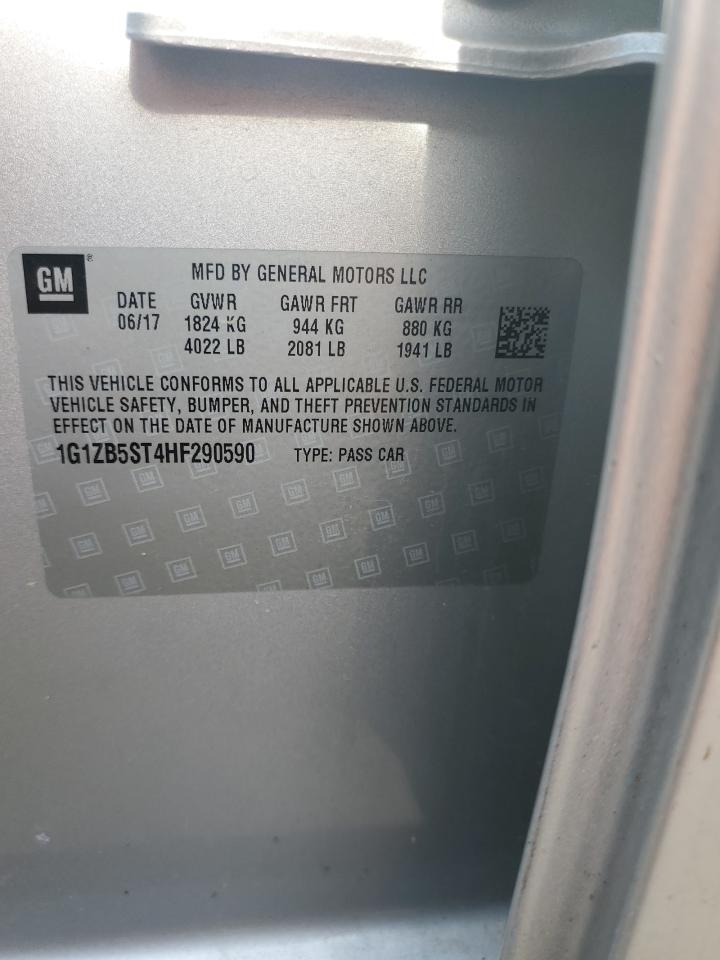 GM ® MFD BY GENERAL MOTORS LLC
DATE GVWR GAWR FRT GAWR RR
06/17 1824 KG 944 KG 880 KG
4022 LB 2081 LB 1941 LB
THIS VEHICLE CONFORMS TO ALL APPLICABLE U.S. FEDERAL MOTOR
VEHICLE SAFETY, BUMPER, AND THEFT PREVENTION STANDARDS IN
EFFECT ON THE DATE OF MANUFACTURE SHOWN ABOVE.
1G1ZB5ST4HF290590 TYPE: PASS CAR